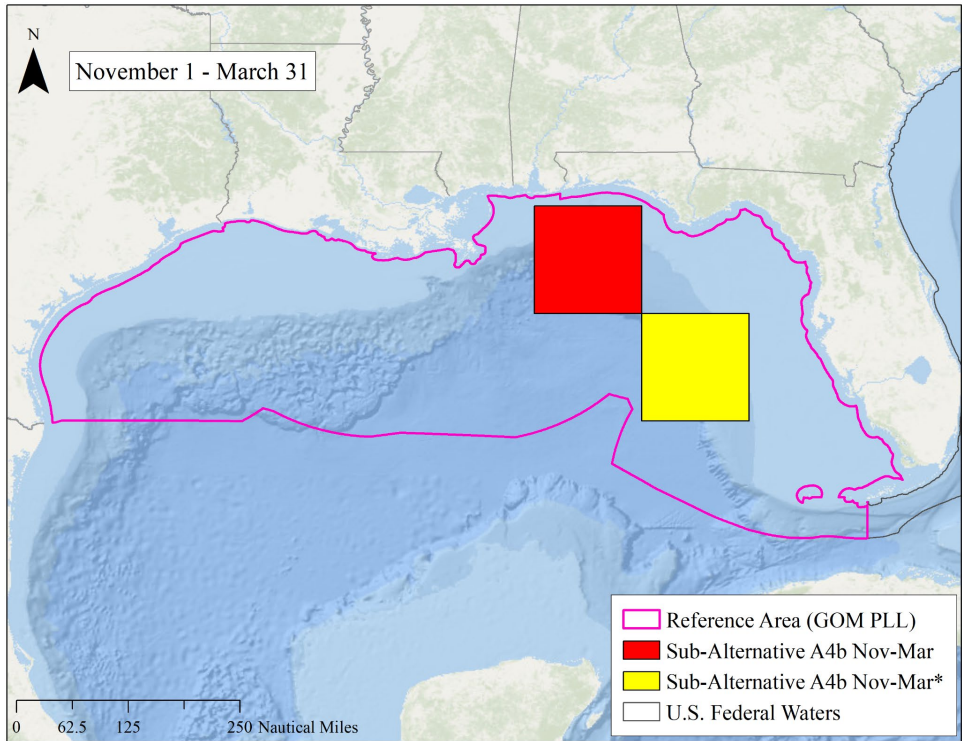 N
November 1 - March 31
Reference Area (GOM PLL)
Sub-Alternative A4b Nov-Mar
Sub-Alternative A4b Nov-Mar*
U.S. Federal Waters
0 62.5 125 250 Nautical Miles